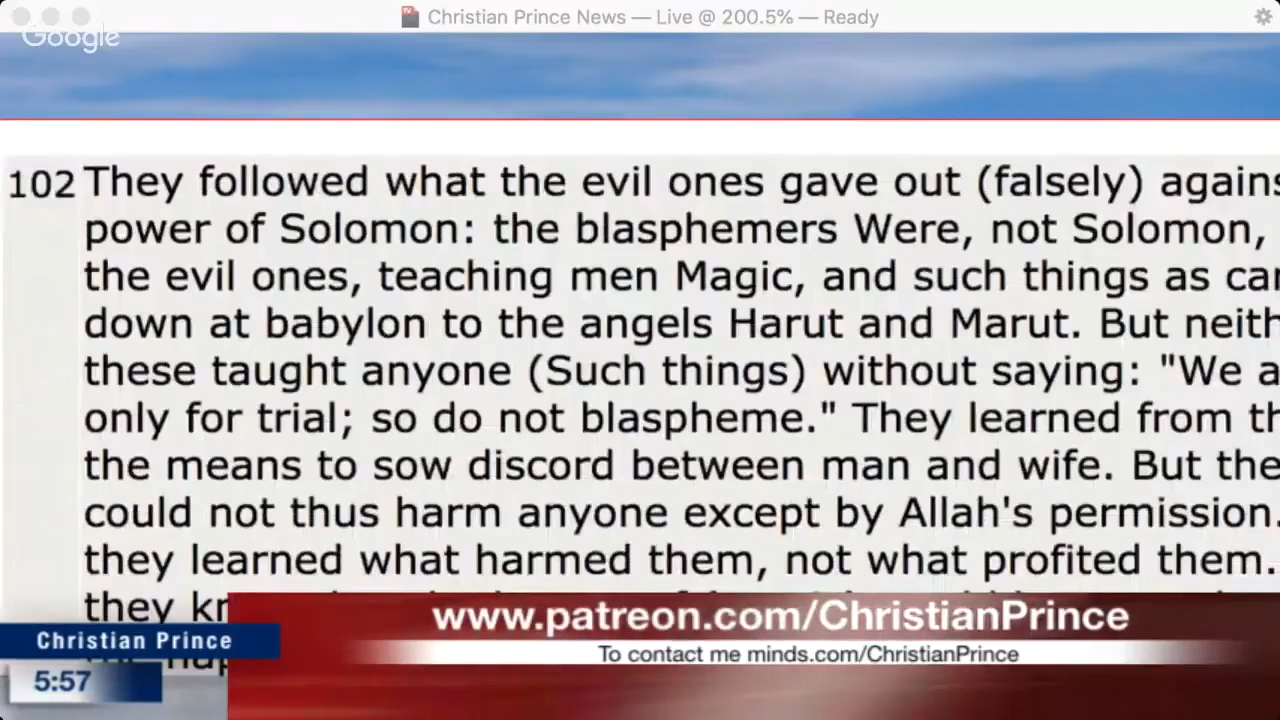 Christian Prince News — Live @ 200.5% — Ready
Google
102 They followed what the evil ones gave out (falsely) agains
power of Solomon: the blasphemers Were, not Solomon,
the evil ones, teaching men Magic, and such things as ca
down at babylon to the angels Harut and Marut. But neith
these taught anyone (Such things) without saying: "We a
only for trial; so do not blaspheme." They learned from th
the means to sow discord between man and wife. But the
could not thus harm anyone except by Allah's permission.
they learned what harmed them, not what profited them.
they
www.patreon.com/ChristianPrince
Christian Prince
To contact me minds.com/ChristianPrince
5:57